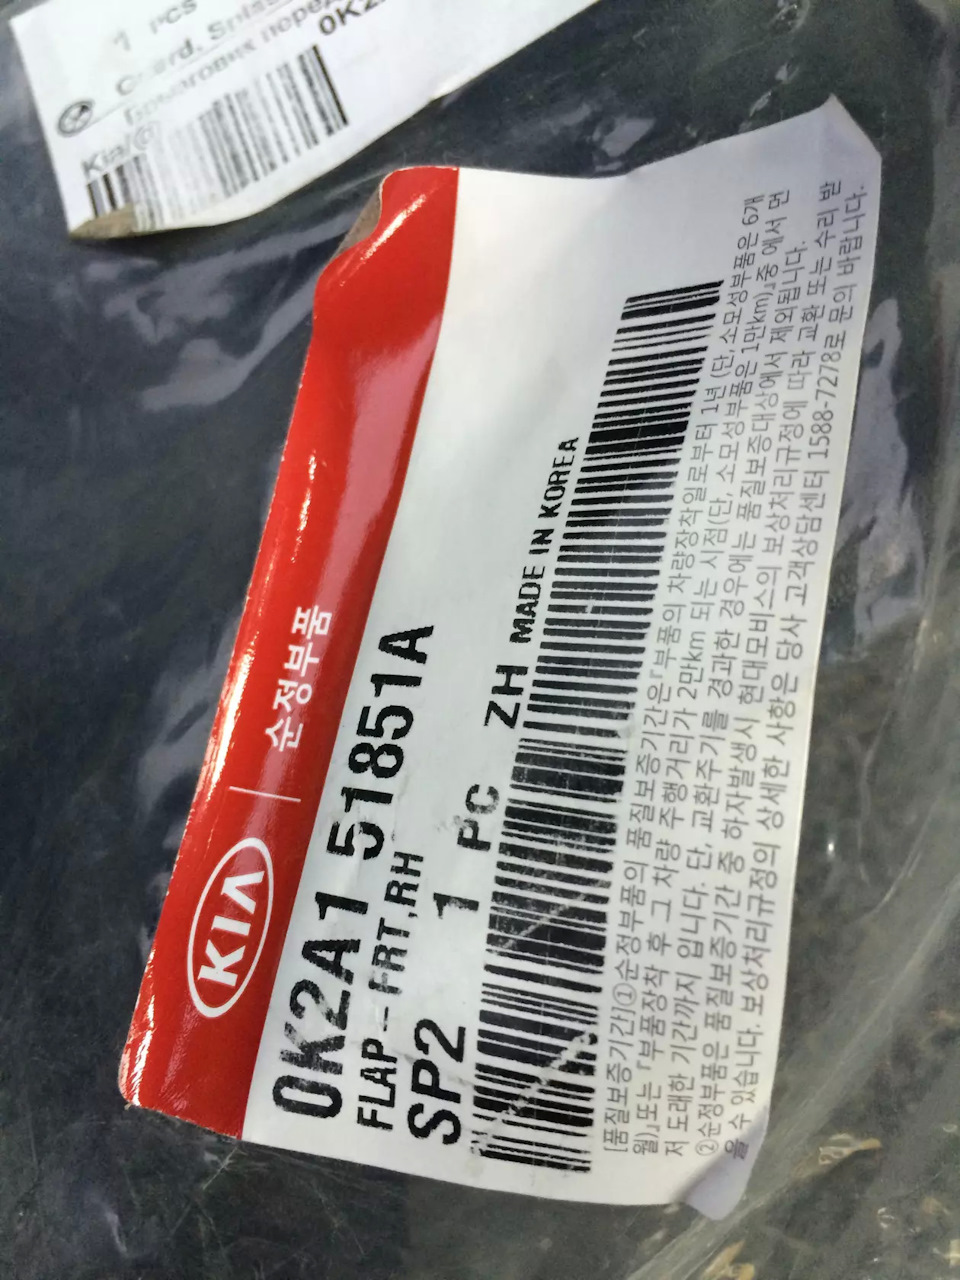 1 PCS
0K2
Kia/
KIA | 순정부품
0K2A1 51851A
FLAP-FRT,RH
SP2 1 PC ZH MADE IN KOREA
[품질보증기간]①순정부품의 품질보증기간은『부품의 차량장착일로부터 1년 (단, 소모성부품은 6개
월)』또는『부품장착 후 그 차량 주행거리가 2만km 되는 시점(단, 소모성부품은 1만km)』중 에서 먼
저 도래한 기간까지 입니다. 단, 교환주기를 경과한 경우에는 품질보증대상에서 제외됩니다.
②순정부품은 품질보증기간 중 하자발생시 현대모비스의 보상처리규정에 따라 교환 또는 수리 받
을 수 있습니다. 보상처리규정의 상세한 사항은 당사 고객상담센터 1588-7278로 문의 바랍니다.